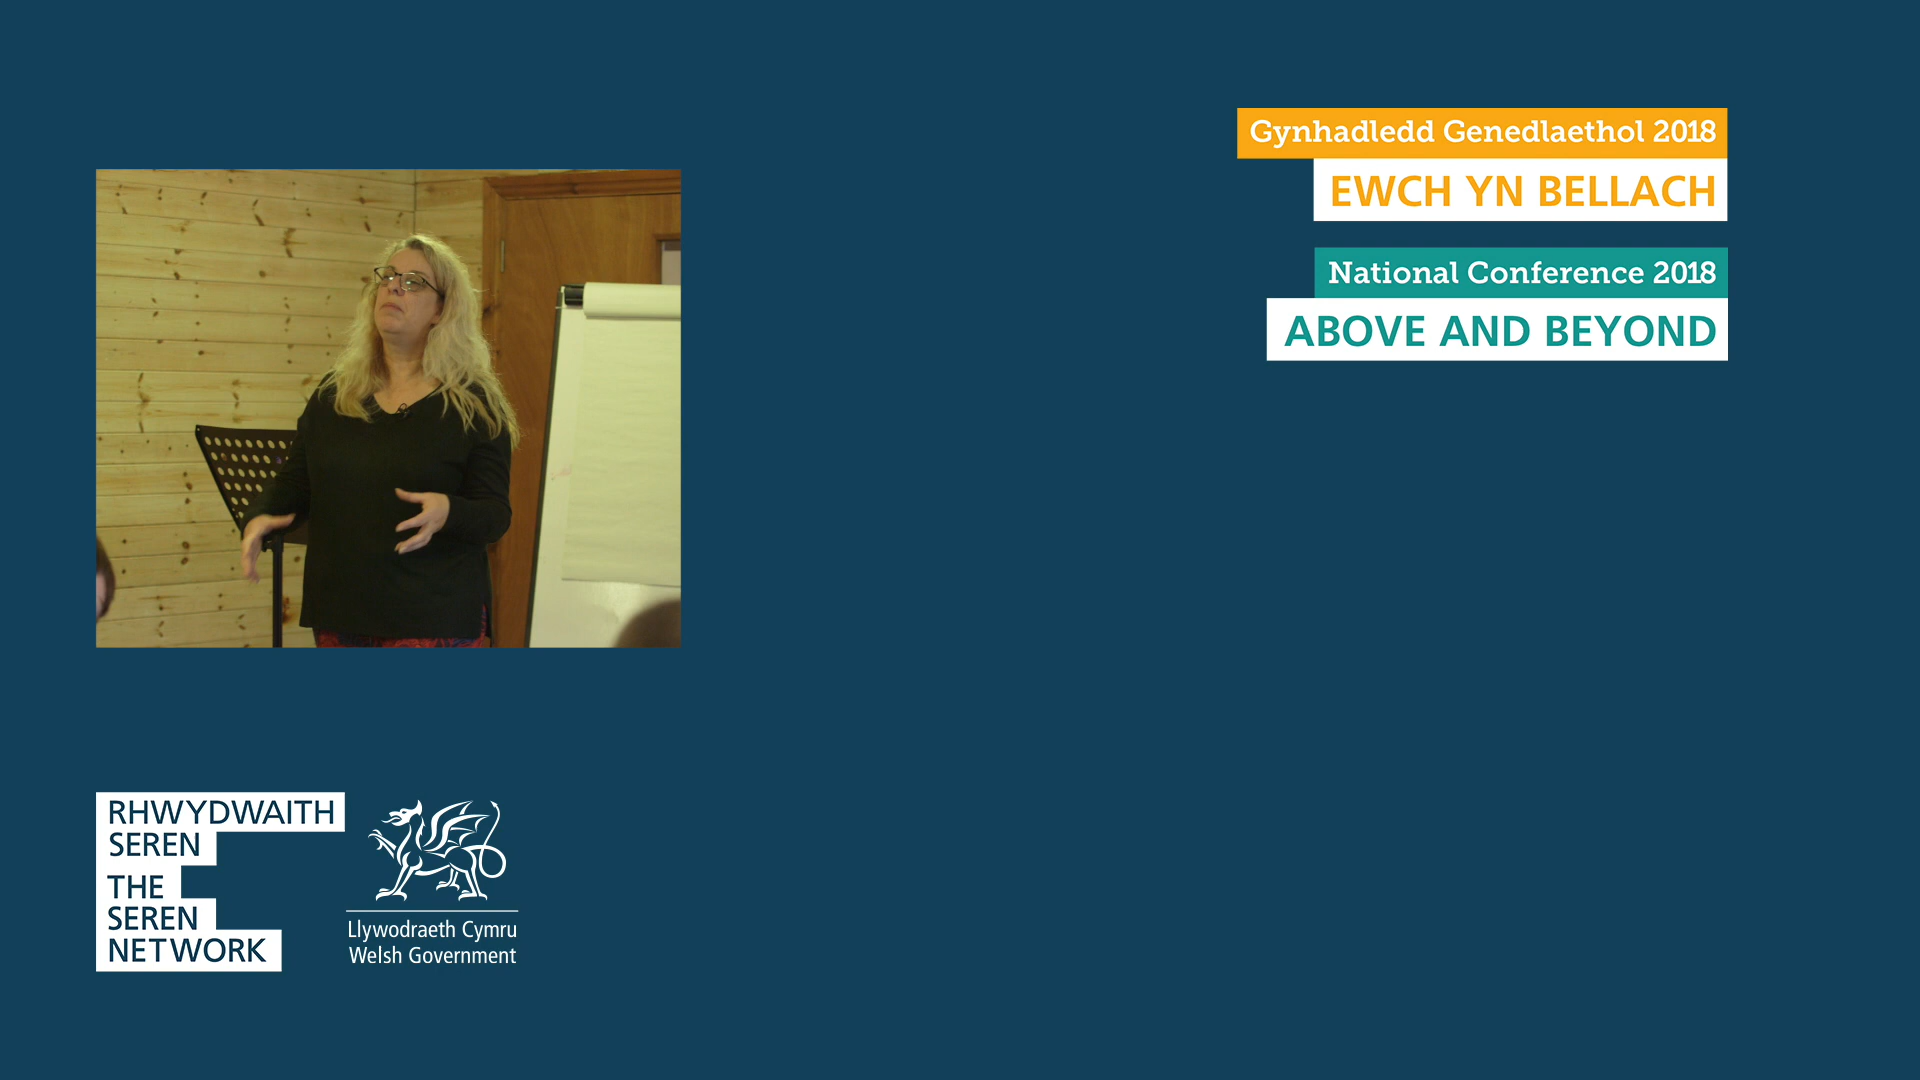 Gynhadledd Genedlaethol 2018
EWCH YN BELLACH
National Conference 2018
ABOVE AND BEYOND
RHWYDWAITH
SEREN
THE
SEREN
NETWORK
Llywodraeth Cymru
Welsh Government